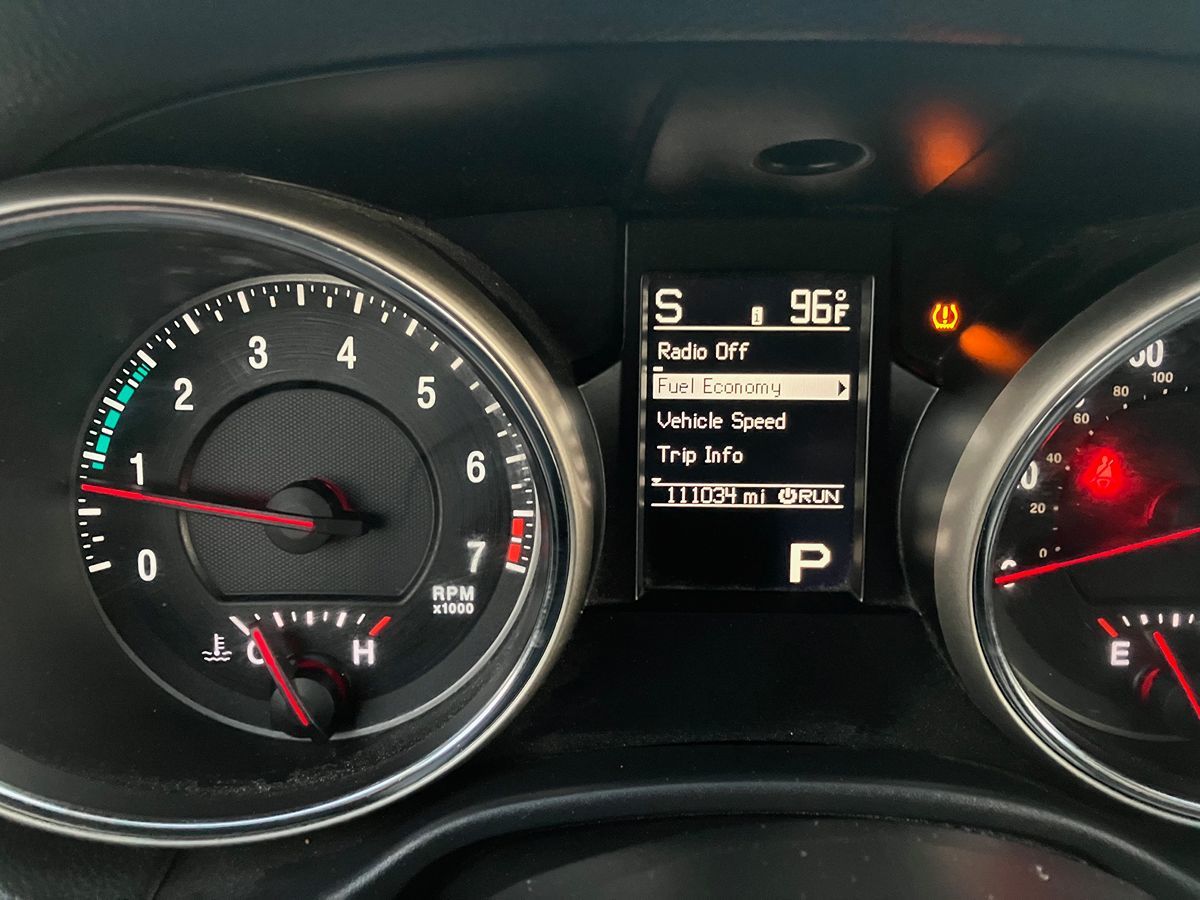 S i 96°F
Radio Off
Fuel Economy
Vehicle Speed
Trip Info
111034 mi RUN
P
0
1
2
3
4
5
6
7
RPM
x1000
C H
100
80
60
40
20
0
E